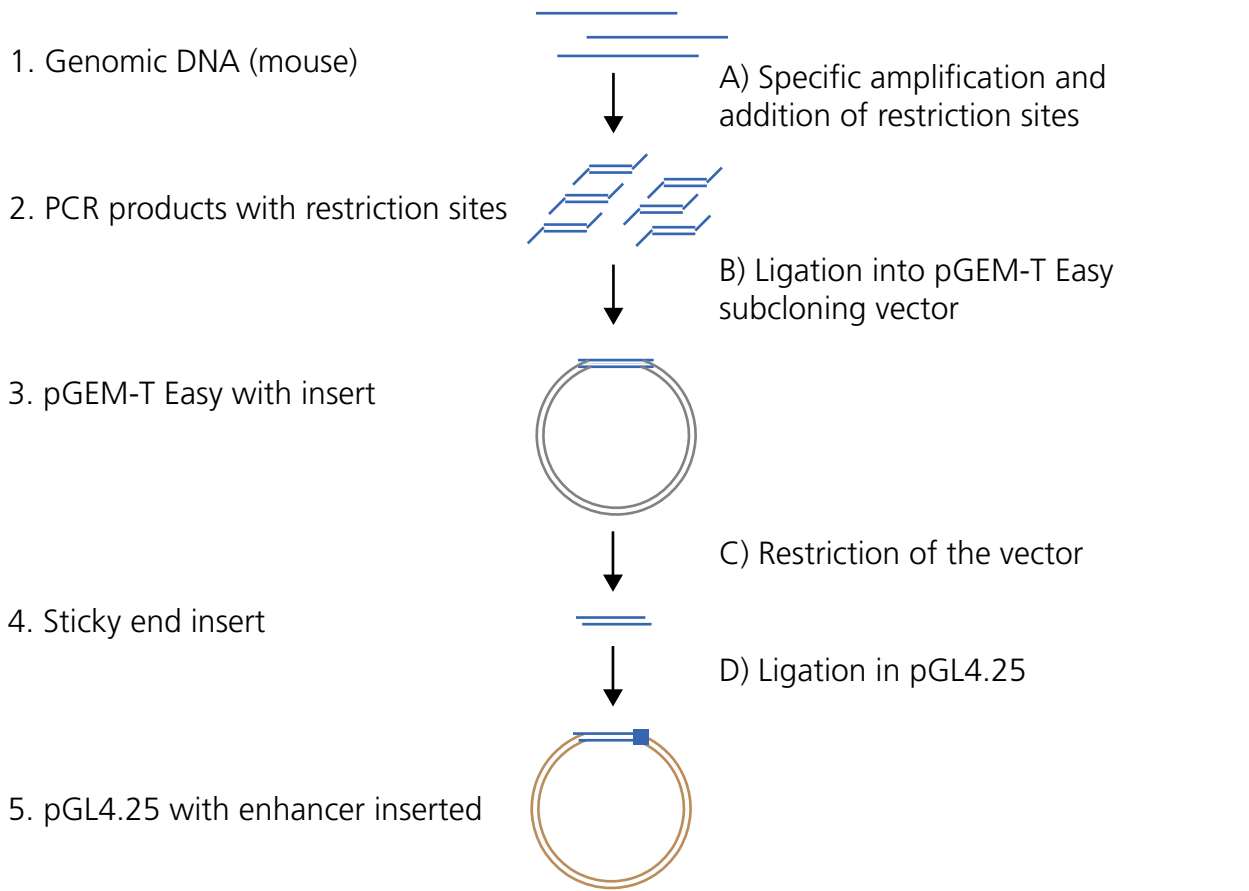 1. Genomic DNA (mouse)
A) Specific amplification and
addition of restriction sites
2. PCR products with restriction sites
B) Ligation into pGEM-T Easy
subcloning vector
3. pGEM-T Easy with insert
C) Restriction of the vector
4. Sticky end insert
D) Ligation in pGL4.25
5. pGL4.25 with enhancer inserted